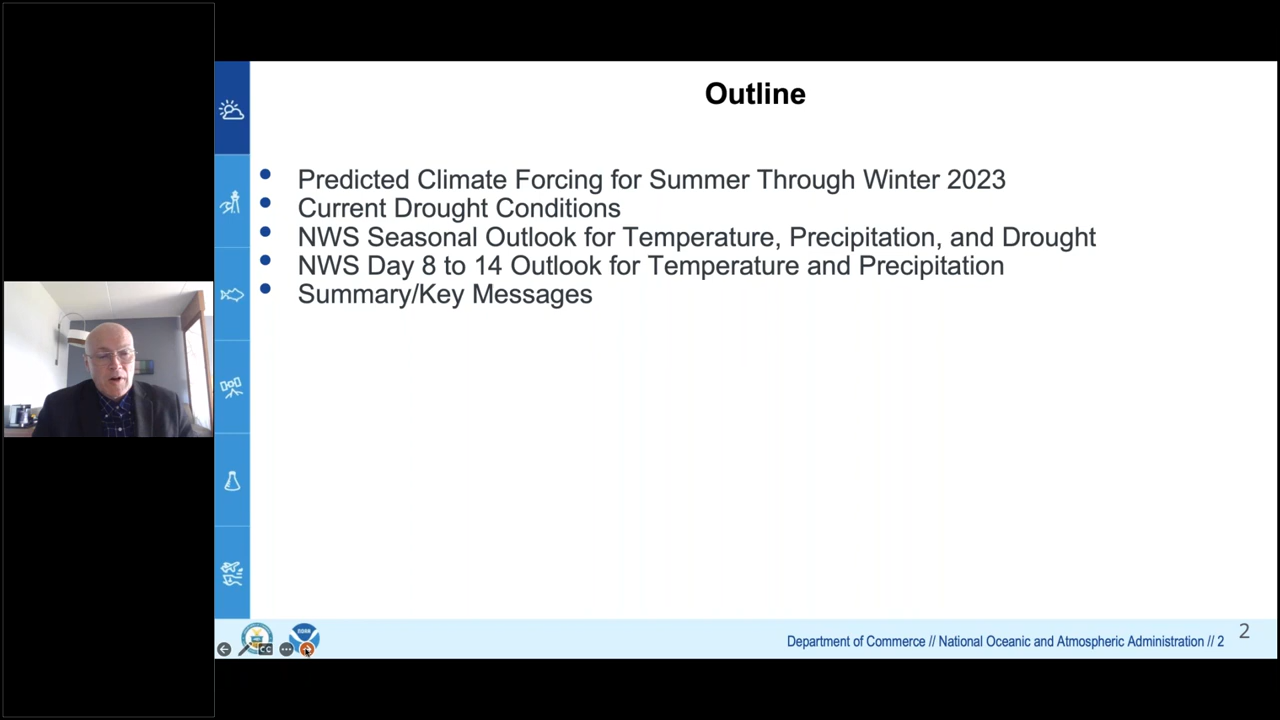 Outline
Predicted Climate Forcing for Summer Through Winter 2023
Current Drought Conditions
NWS Seasonal Outlook for Temperature, Precipitation, and Drought
NWS Day 8 to 14 Outlook for Temperature and Precipitation
Summary/Key Messages
NOAA
CC
Department of Commerce // National Oceanic and Atmospheric Administration // 2
2